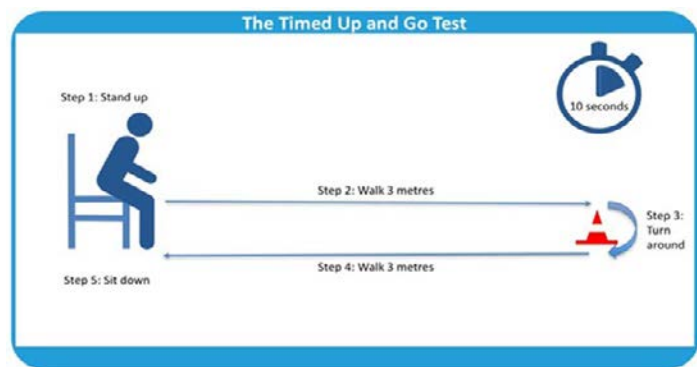 The Timed Up and Go Test
10 seconds
Step 1: Stand up
Step 2: Walk 3 metres
Step 3:
Turn
around
Step 4: Walk 3 metres
Step 5: Sit down